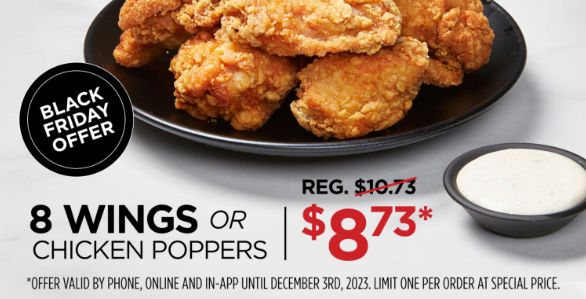 BLACK
FRIDAY
OFFER
8 WINGS OR
CHICKEN POPPERS
REG. $10.73
$8.73*
*OFFER VALID BY PHONE, ONLINE AND IN-APP UNTIL DECEMBER 3RD, 2023. LIMIT ONE PER ORDER AT SPECIAL PRICE.